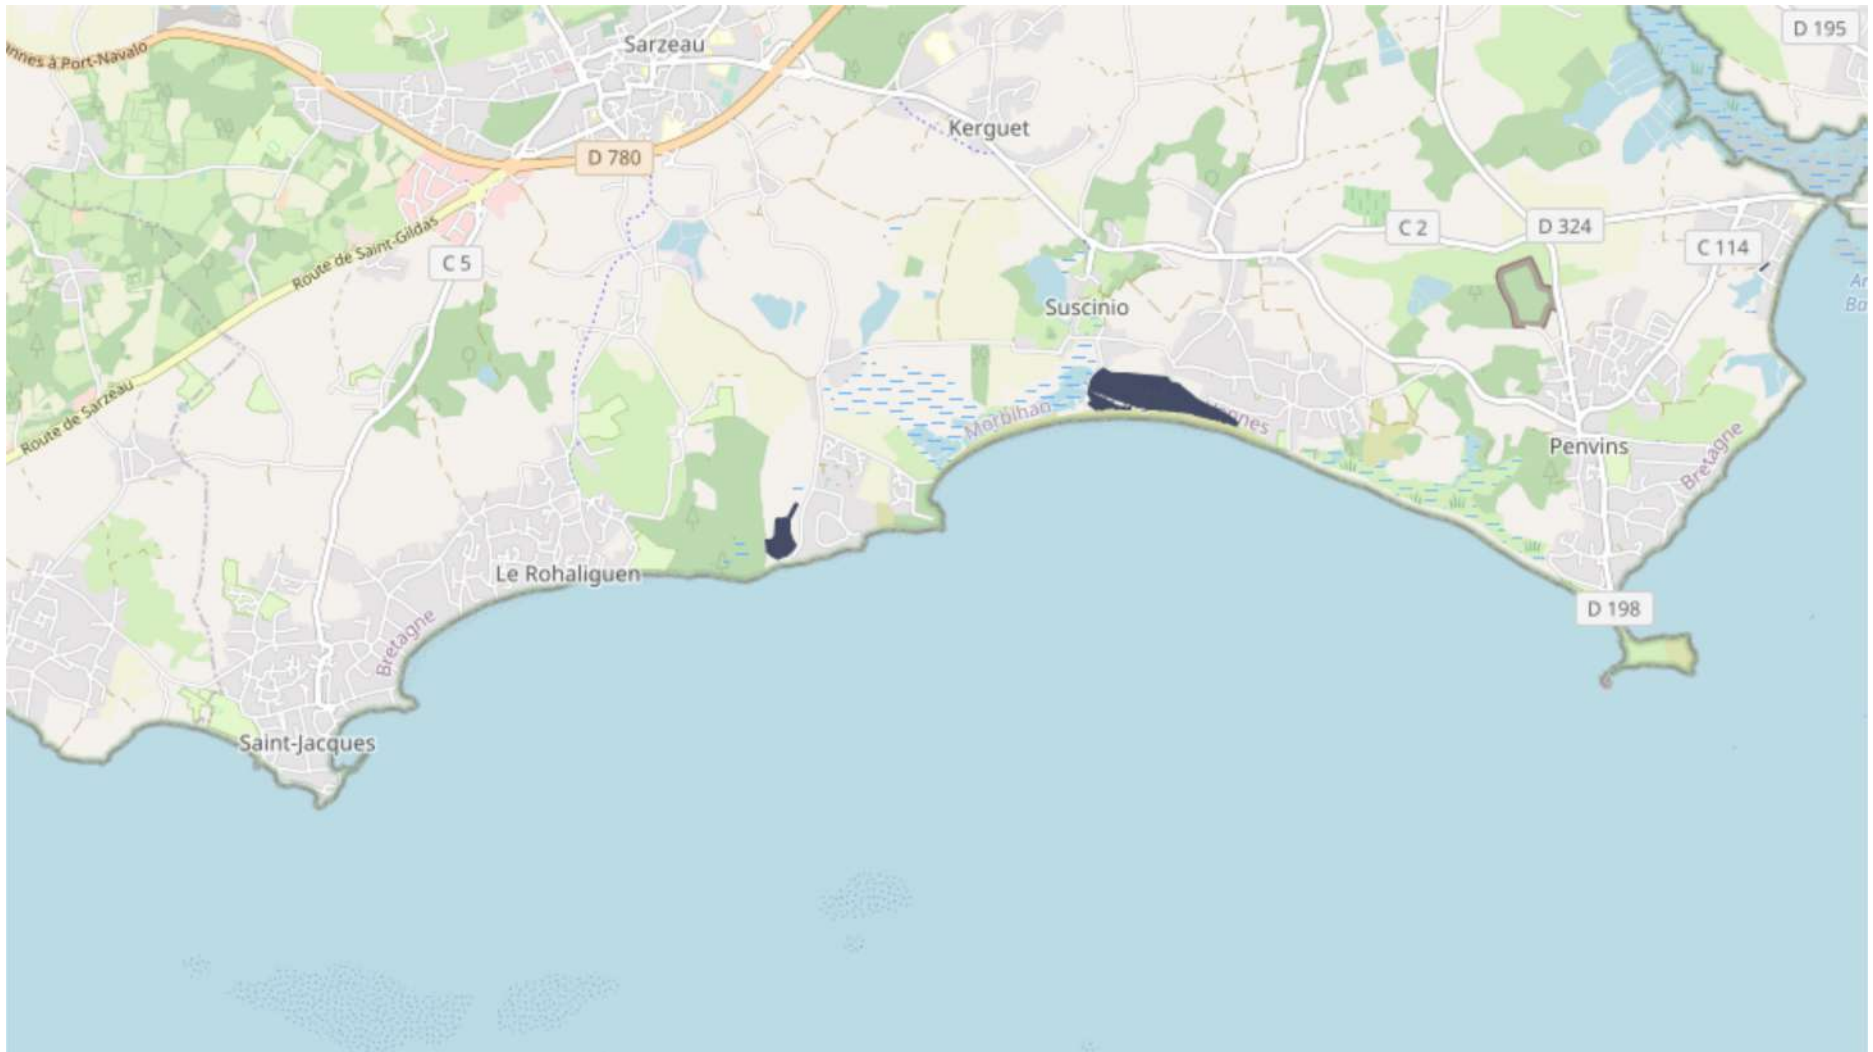 D 195
Sarzeau
nnes à Port-Navalo
Kerguet
D 780
C 2
D 324
Route de Saint-Gildas
C 5
C 114
Suscinio
Route de Sarzeau
Morbihan
nnes
Penvins
Bretagne
Le Rohaliguen
D 198
Bretagne
Saint-Jacques